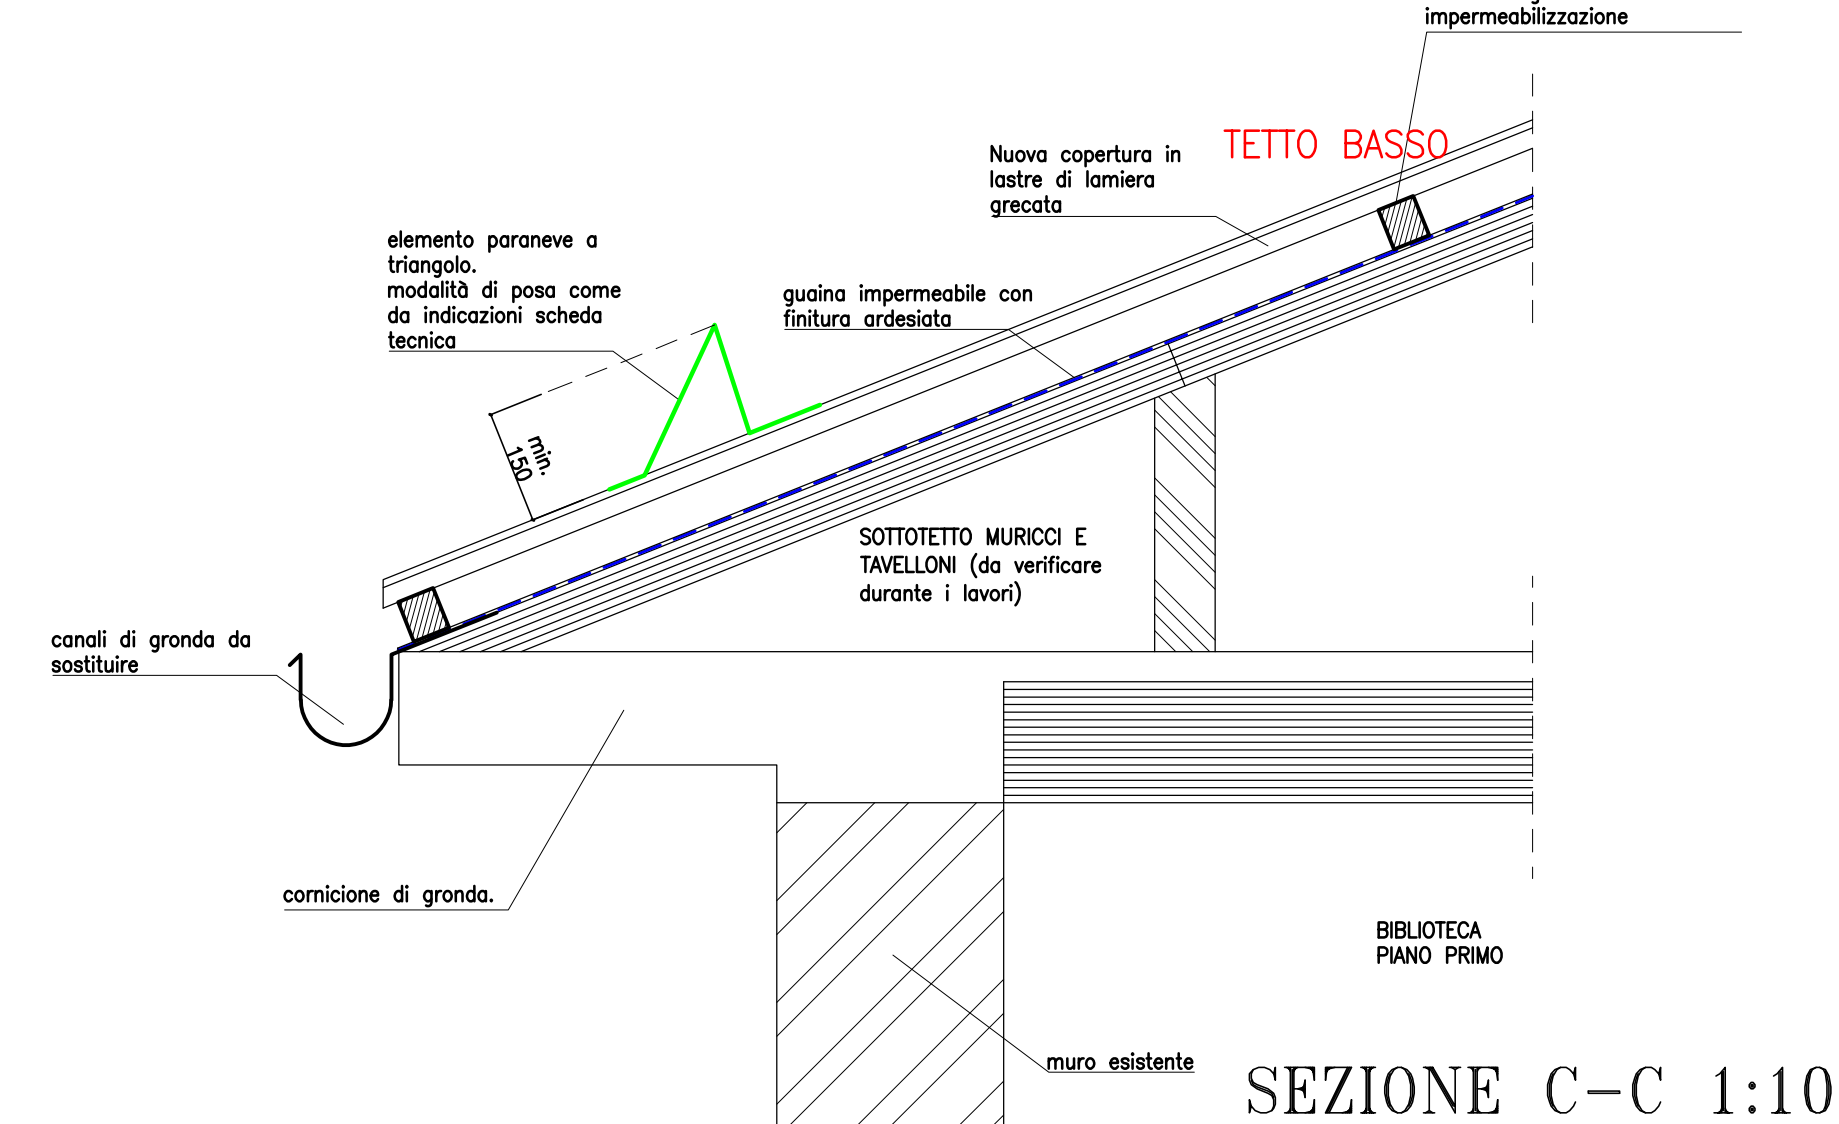 impermeabilizzazione
TETTO BASSO
Nuova copertura in
lastre di lamiera
grecata
elemento paraneve a
triangolo.
modalità di posa come
da indicazioni scheda
tecnica
guaina impermeabile con
finitura ardesiata
min.
150
SOTTOTETTO MURICCI E
TAVELLONI (da verificare
durante i lavori)
canali di gronda da
sostituire
cornicione di gronda.
BIBLIOTECA
PIANO PRIMO
muro esistente
SEZIONE C-C 1:10